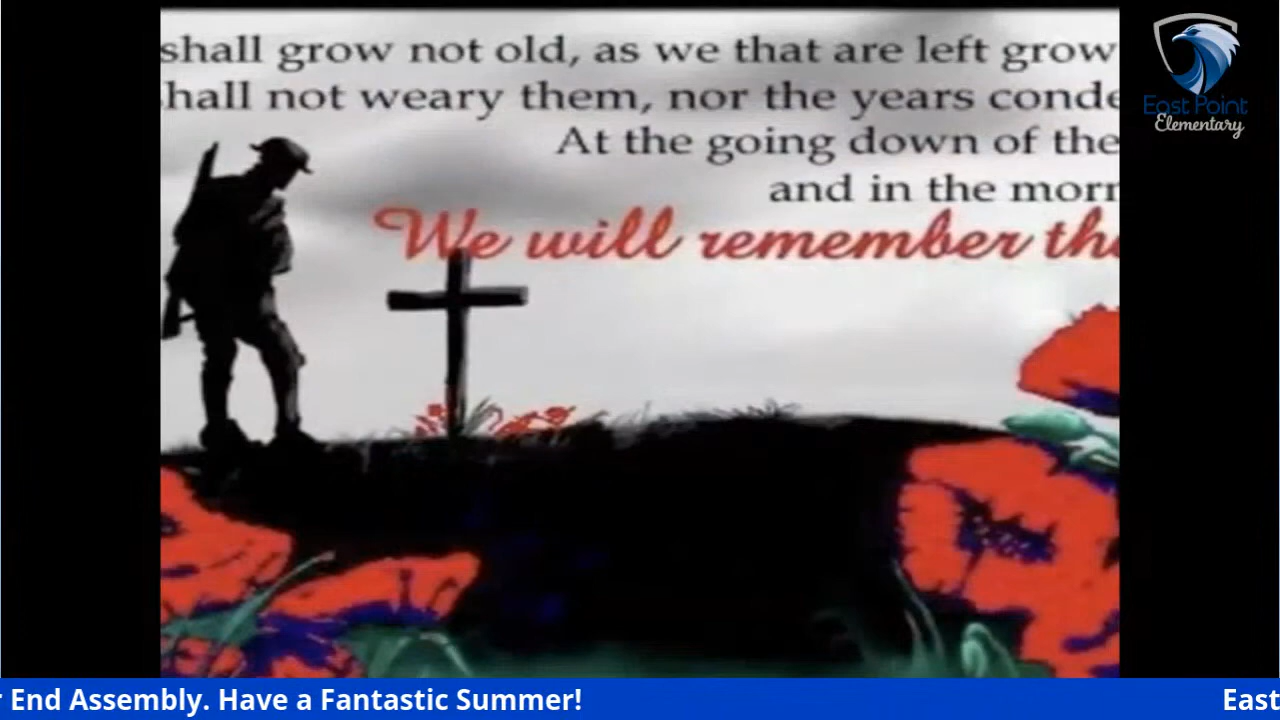 shall grow not old, as we that are left grow
hall not weary them, nor the years conde
At the going down of the
and in the morn
We will remember the
East Point
Elementary
r End Assembly. Have a Fantastic Summer!
East